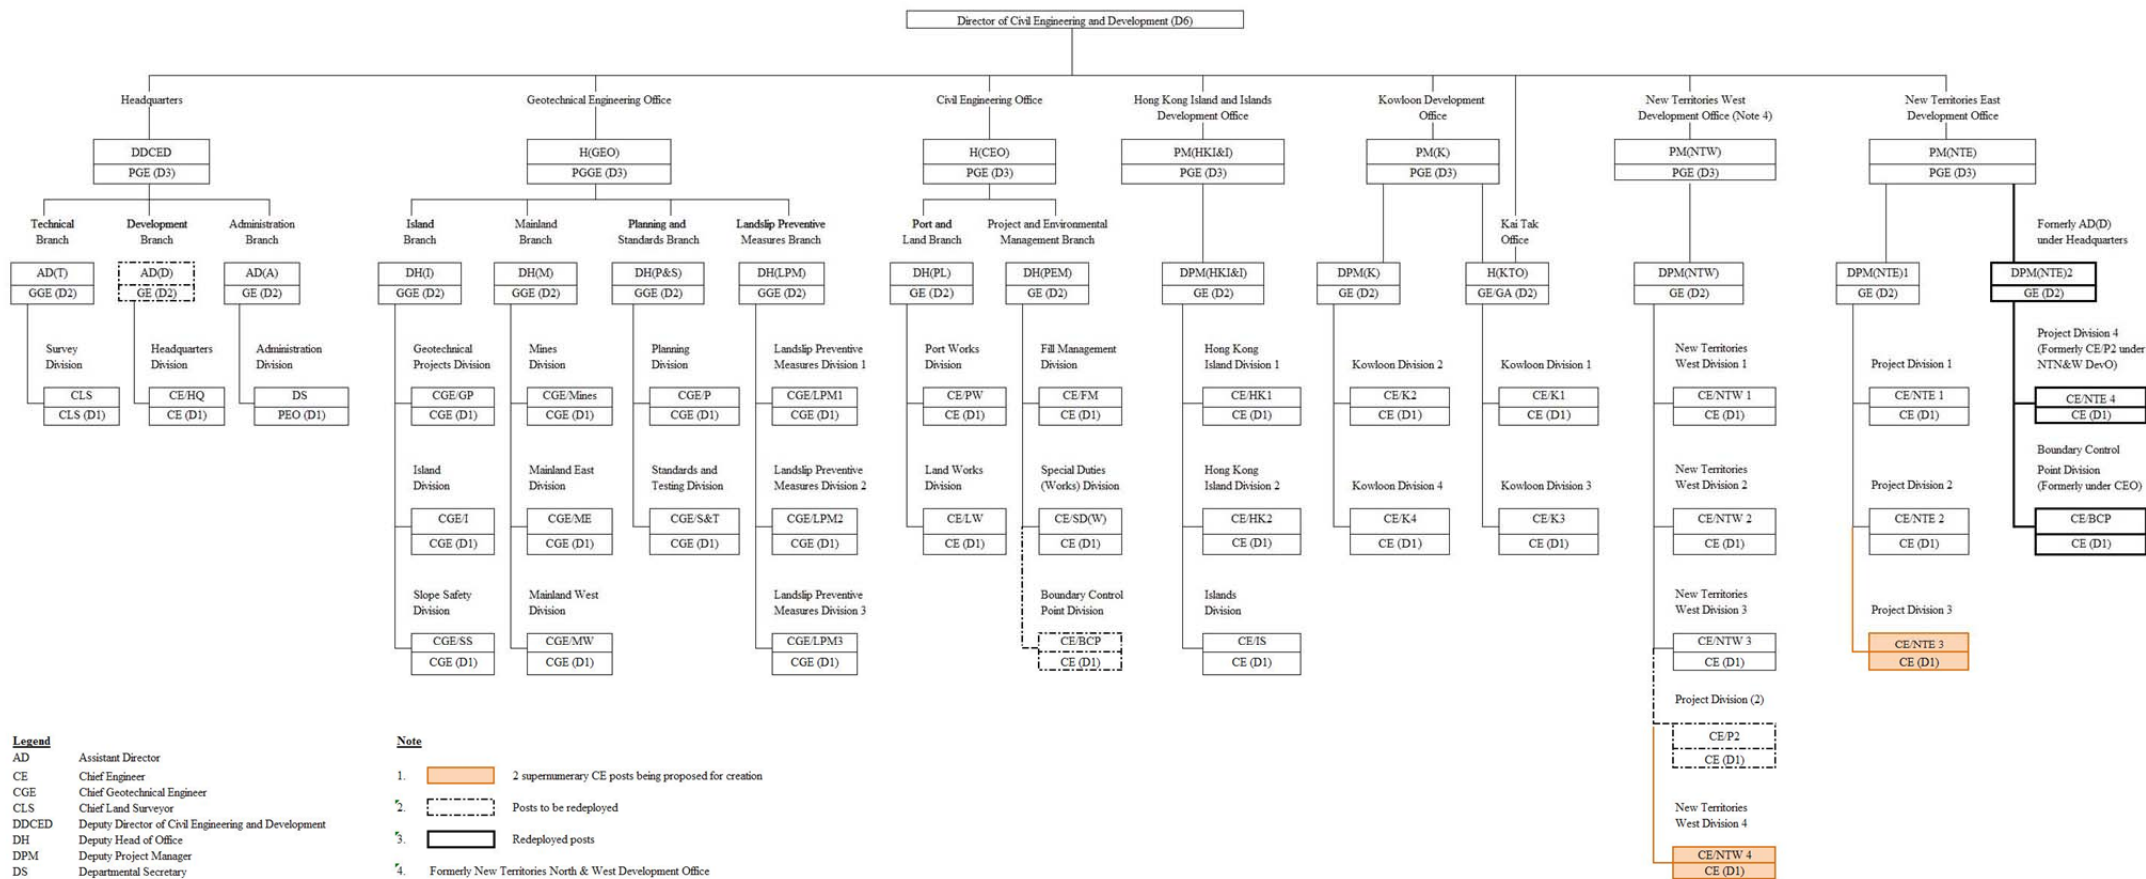 Director of Civil Engineering and Development (D6)
Headquarters
DDCED
PGE (D3)
Technical
Branch
AD(T)
GGE (D2)
Survey
Division
CLS
CLS (D1)
Development
Branch
AD(D)
GE (D2)
Headquarters
Division
CE/HQ
CE (D1)
Administration
Branch
AD(A)
GE (D2)
Administration
Division
DS
PEO (D1)
Geotechnical Engineering Office
H(GEO)
PGGE (D3)
Island
Branch
DH(I)
GGE (D2)
Geotechnical
Projects Division
CGE/GP
CGE (D1)
Island
Division
CGE/I
CGE (D1)
Slope Safety
Division
CGE/SS
CGE (D1)
Mainland
Branch
DH(M)
GGE (D2)
Mines
Division
CGE/Mines
CGE (D1)
Mainland East
Division
CGE/ME
CGE (D1)
Mainland West
Division
CGE/MW
CGE (D1)
Planning and
Standards Branch
DH(P&S)
GGE (D2)
Planning
Division
CGE/P
CGE (D1)
Standards and
Testing Division
CGE/S&T
CGE (D1)
Landslip Preventive
Measures Branch
DH(LPM)
GGE (D2)
Landslip Preventive
Measures Division 1
CGE/LPM1
CGE (D1)
Landslip Preventive
Measures Division 2
CGE/LPM2
CGE (D1)
Landslip Preventive
Measures Division 3
CGE/LPM3
CGE (D1)
Civil Engineering Office
H(CEO)
PGE (D3)
Port and
Land Branch
DH(PL)
GE (D2)
Port Works
Division
CE/PW
CE (D1)
Land Works
Division
CE/LW
CE (D1)
Project and Environmental
Management Branch
DH(PEM)
GE (D2)
Fill Management
Division
CE/FM
CE (D1)
Special Duties
(Works) Division
CE/SD(W)
CE (D1)
Boundary Control
Point Division
CE/BCP
CE (D1)
Hong Kong Island and Islands
Development Office
PM(HKI&I)
PGE (D3)
DPM(HKI&I)
GE (D2)
Hong Kong
Island Division 1
CE/HK1
CE (D1)
Hong Kong
Island Division 2
CE/HK2
CE (D1)
Islands
Division
CE/IS
CE (D1)
Kowloon Development
Office
PM(K)
PGE (D3)
DPM(K)
GE (D2)
Kowloon Division 2
CE/K2
CE (D1)
Kowloon Division 4
CE/K4
CE (D1)
Kai Tak
Office
H(KTO)
GE/GA (D2)
Kowloon Division 1
CE/K1
CE (D1)
Kowloon Division 3
CE/K3
CE (D1)
New Territories West
Development Office (Note 4)
PM(NTW)
PGE (D3)
DPM(NTW)
GE (D2)
New Territories
West Division 1
CE/NTW 1
CE (D1)
New Territories
West Division 2
CE/NTW 2
CE (D1)
New Territories
West Division 3
CE/NTW 3
CE (D1)
Project Division (2)
CE/P2
CE (D1)
New Territories
West Division 4
CE/NTW 4
CE (D1)
New Territories East
Development Office
PM(NTE)
PGE (D3)
DPM(NTE)1
GE (D2)
Project Division 1
CE/NTE 1
CE (D1)
Project Division 2
CE/NTE 2
CE (D1)
Project Division 3
CE/NTE 3
CE (D1)
Formerly AD(D)
under Headquarters
DPM(NTE)2
GE (D2)
Project Division 4
(Formerly CE/P2 under
NTN&W DevO)
CE/NTE 4
CE (D1)
Boundary Control
Point Division
(Formerly under CEO)
CE/BCP
CE (D1)
Legend
AD Assistant Director
CE Chief Engineer
CGE Chief Geotechnical Engineer
CLS Chief Land Surveyor
DDCED Deputy Director of Civil Engineering and Development
DH Deputy Head of Office
DPM Deputy Project Manager
DS Departmental Secretary
Note
1. 2 supernumerary CE posts being proposed for creation
2. Posts to be redeployed
3. Redeployed posts
4. Formerly New Territories North & West Development Office